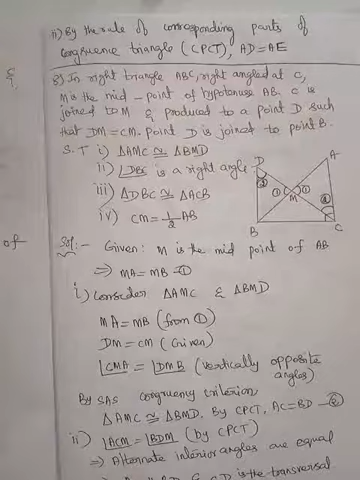 ii) By the rule of corresponding parts of
congruence triangle (CPCT), AD=AE
8) In right triangle ABC, right angled at C,
M is the mid-point of hypotonuse AB. C is
joined to M & produced to a point D such
that DM=CM. Point D is joined to point B.
S.T i) ΔAMC ≅ ΔBMD
ii) ∠DBC is a right angle
iii) ΔDBC ≅ ΔACB
iv) CM=1/2 AB
D
A
① M ①
B
C
of
Sol:- Given: M is the mid point of AB
⇒ MA=MB-①
i) Consider ΔAMC & ΔBMD
MA=MB (from ①)
DM=CM (Given)
∠CMA = ∠DMB (vertically opposite
angles)
By SAS congruency criterion
ΔAMC ≅ ΔBMD. By CPCT, AC=BD-②
ii) ∠ACM=∠BDM (by CPCT)
⇒ Alternate interior angles are equal
is the transversal.